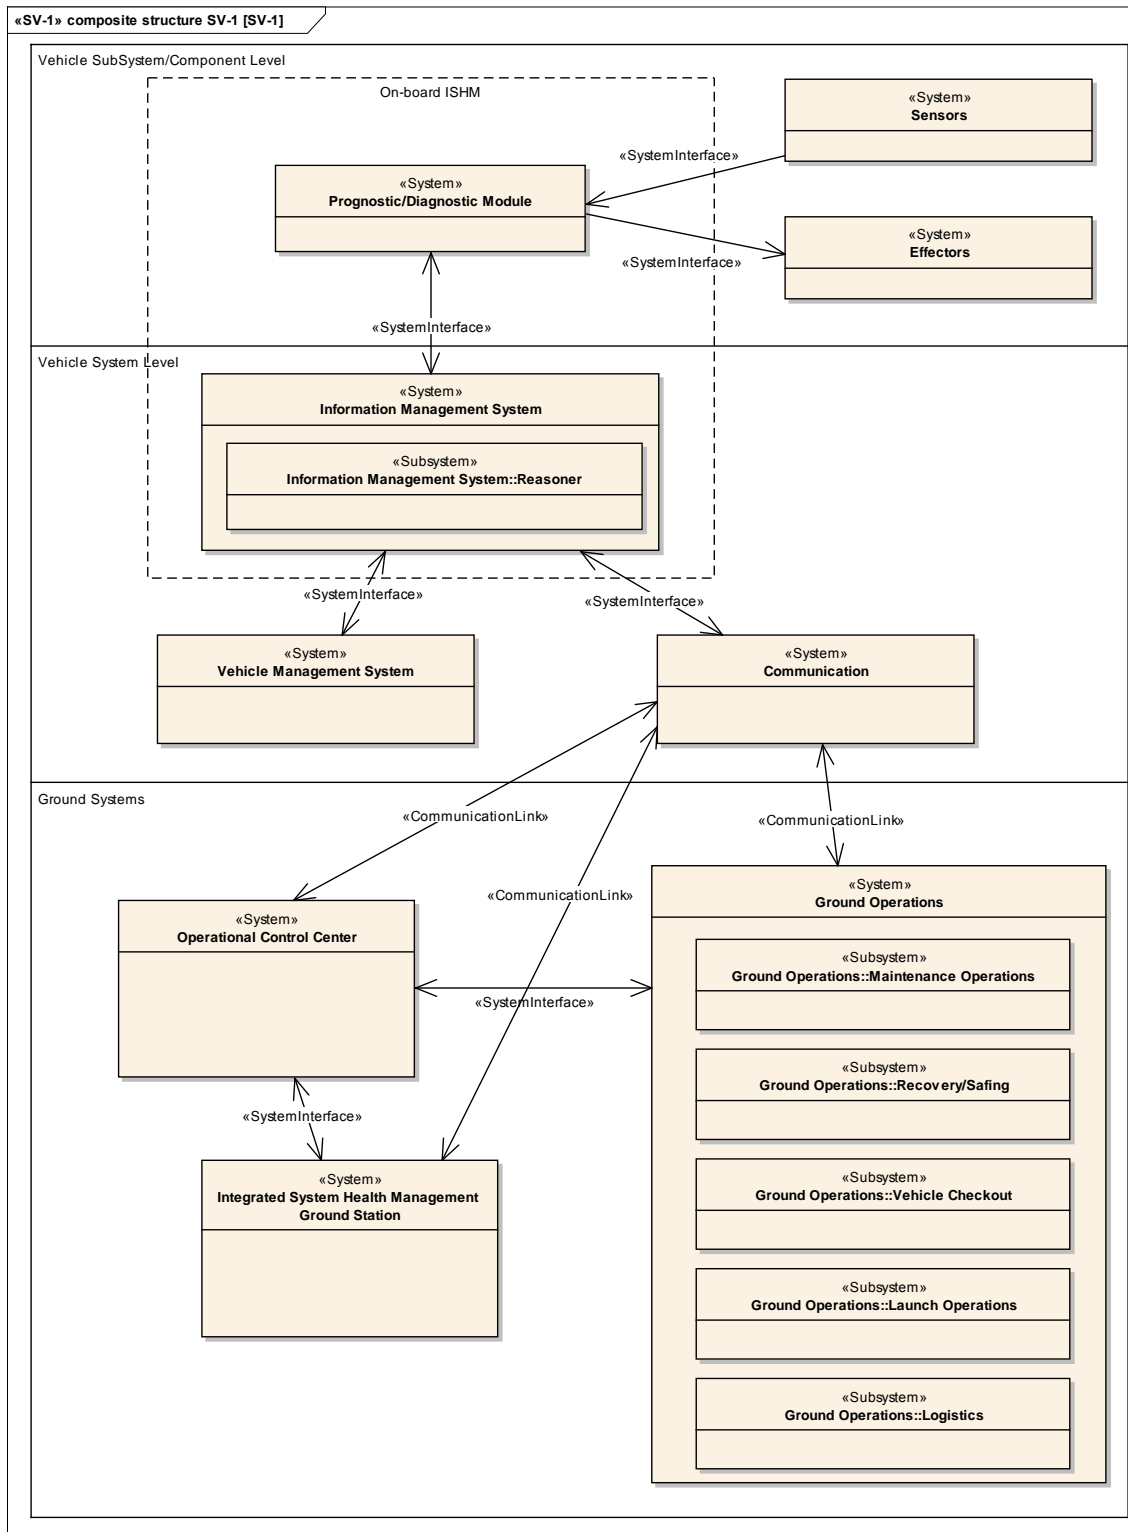 «SV-1» composite structure SV-1 [SV-1]
Vehicle SubSystem/Component Level
On-board ISHM
«System»
Sensors
«SystemInterface»
«System»
Prognostic/Diagnostic Module
«System»
Effectors
«SystemInterface»
«SystemInterface»
Vehicle System Level
«System»
Information Management System
«Subsystem»
Information Management System::Reasoner
«SystemInterface»
«SystemInterface»
«System»
Vehicle Management System
«System»
Communication
Ground Systems
«CommunicationLink»
«CommunicationLink»
«CommunicationLink»
«System»
Operational Control Center
«System»
Ground Operations
«Subsystem»
Ground Operations::Maintenance Operations
«SystemInterface»
«Subsystem»
Ground Operations::Recovery/Safing
«SystemInterface»
«System»
Integrated System Health Management
Ground Station
«Subsystem»
Ground Operations::Vehicle Checkout
«Subsystem»
Ground Operations::Launch Operations
«Subsystem»
Ground Operations::Logistics